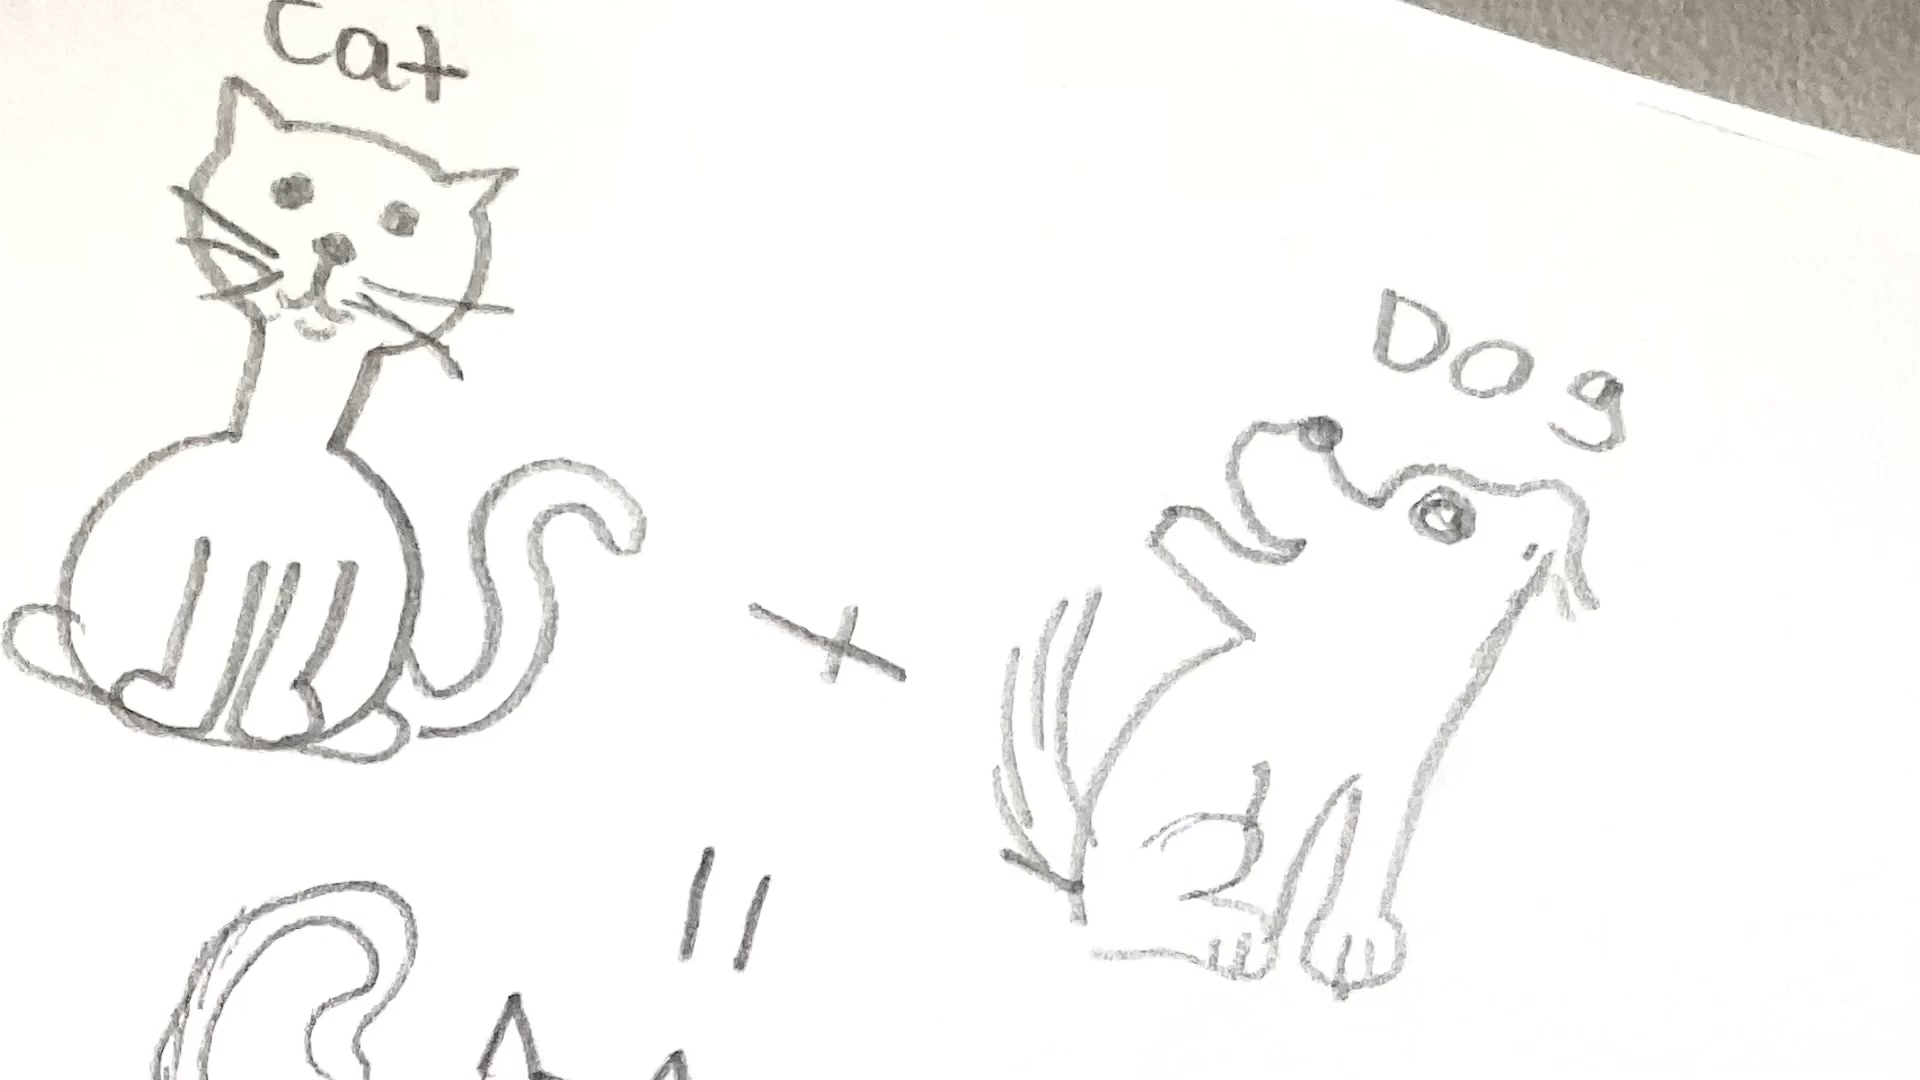 Cat
Dog
+
=